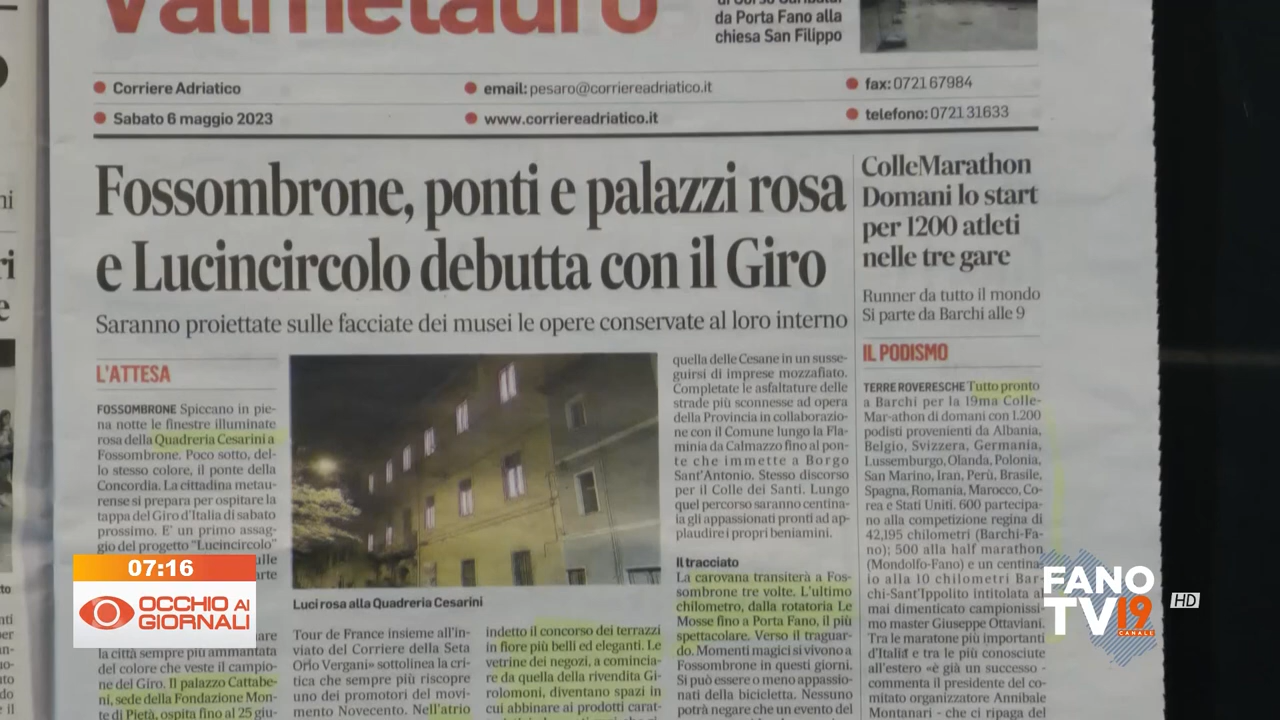 Valmetauro
da Porta Fano alla
chiesa San Filippo
Corriere Adriatico
email: pesaro@corriereadriatico.it
fax: 0721 67984
Sabato 6 maggio 2023
www.corriereadriatico.it
telefono: 0721 31633
Fossombrone, ponti e palazzi rosa
e Lucincircolo debutta con il Giro
Saranno proiettate sulle facciate dei musei le opere conservate al loro interno
L'ATTESA
FOSSOMBRONE Spiccano in pie-
na notte le finestre illuminate
rosa della Quadreria Cesarini a
Fossombrone. Poco sotto, del-
lo stesso colore, il ponte della
Concordia. La cittadina metau-
rense si prepara per ospitare la
tappa del Giro d'Italia di sabato
prossimo. E' un primo assag-
gio del progetto "Lucincircolo"
la città sempre più ammantata
del colore che veste il campio-
ne del Giro. Il palazzo Cattabe-
ni, sede della Fondazione Mon-
te di Pietà, ospita fino al 25 giu-
Luci rosa alla Quadreria Cesarini
Tour de France insieme all'in-
viato del Corriere della Seta
Orio Vergani» sottolinea la cri-
tica che sempre più riscopre
uno dei promotori del movi-
mento Novecento. Nell'atrio
indetto il concorso dei terrazzi
in fiore più belli ed eleganti. Le
vetrine dei negozi, a comincia-
re da quella della rivendita Gi-
rolomoni, diventano spazi in
cui abbinare ai prodotti carat-
quella delle Cesane in un susse-
guirsi di imprese mozzafiato.
Completate le asfaltature delle
strade più sconnesse ad opera
della Provincia in collaborazio-
ne con il Comune lungo la Fla-
minia da Calmazzo fino al pon-
te che immette a Borgo
Sant'Antonio. Stesso discorso
per il Colle dei Santi. Lungo
quel percorso saranno centina-
ia gli appassionati pronti ad ap-
plaudire i propri beniamini.
Il tracciato
La carovana transiterà a Fos-
sombrone tre volte. L'ultimo
chilometro, dalla rotatoria Le
Mosse fino a Porta Fano, il più
spettacolare. Verso il traguar-
do. Momenti magici si vivono a
Fossombrone in questi giorni.
Si può essere o meno appassio-
nati della bicicletta. Nessuno
potrà negare che un evento del
ColleMarathon
Domani lo start
per 1200 atleti
nelle tre gare
Runner da tutto il mondo
Si parte da Barchi alle 9
IL PODISMO
TERRE ROVERESCHE Tutto pronto
a Barchi per la 19ma Colle-
Mar-athon di domani con 1.200
podisti provenienti da Albania,
Belgio, Svizzera, Germania,
Lussemburgo, Olanda, Polonia,
San Marino, Iran, Perù, Brasile,
Spagna, Romania, Marocco, Co-
rea e Stati Uniti. 600 partecipa-
no alla competizione regina di
42,195 chilometri (Barchi-Fa-
no); 500 alla half marathon
(Mondolfo-Fano) e un centina-
io alla 10 chilometri Bar-
chi-Sant'Ippolito intitolata al
mai dimenticato campionissi-
mo master Giuseppe Ottaviani.
Tra le maratone più importanti
d'Italia e tra le più conosciute
all'estero «è già un successo -
commenta il presidente del co-
mitato organizzatore Annibale
Montanari - che ci ripaga del
07:16
OCCHIO AI
GIORNALI
FANO
TV 19
CANALE
HD